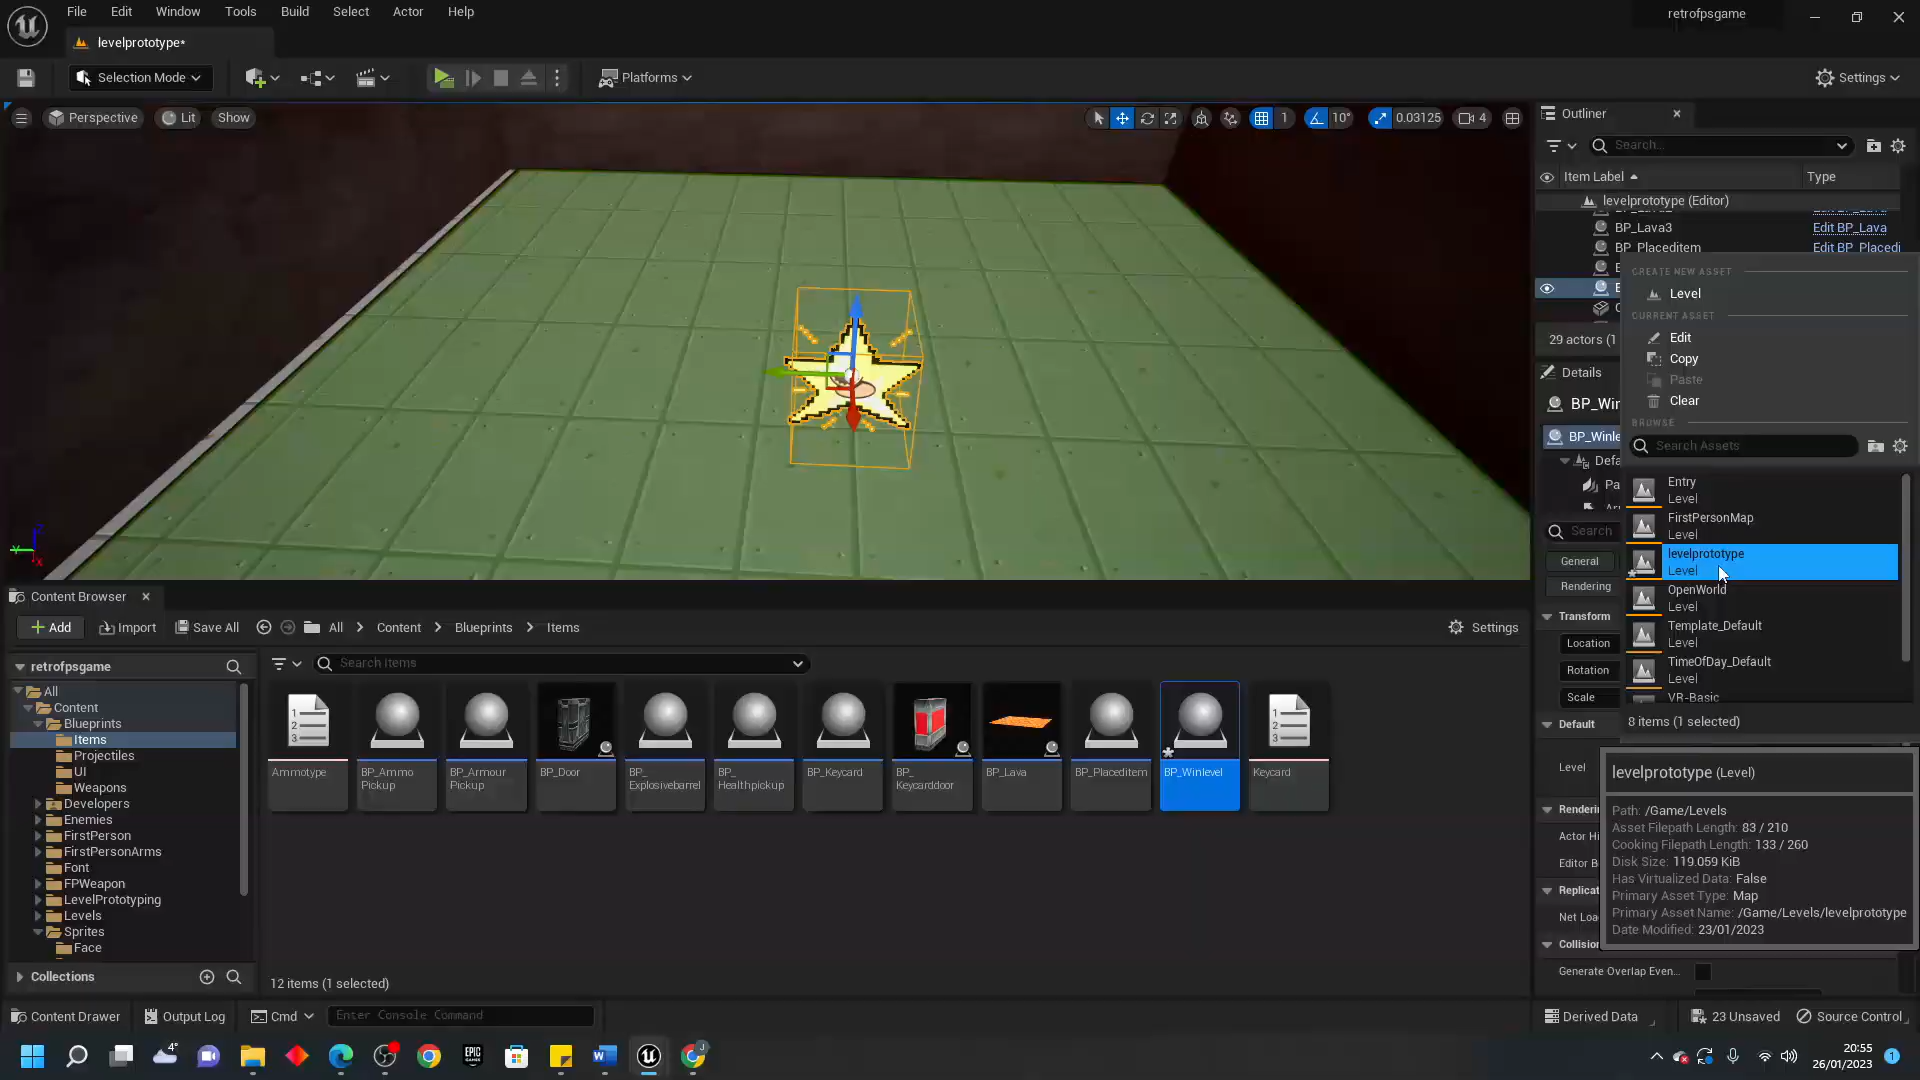 File Edit Window Tools Build Select Actor Help
retrofpsgame
levelprototype*
Selection Mode
Platforms
Settings
Perspective
Lit
Show
1
10°
0.03125
4
Outliner
Search...
Item Label
Type
levelprototype (Editor)
BP_Lava3
Edit BP_Lava
BP_Placeditem
Edit BP_Placedi
29 actors (1
Details
BP_Wir
BP_Winle
Defa
Pa
Search
General
Rendering
Transform
Location
Rotation
Scale
Default
Level
Renderin
Actor Hi
Editor B
Replicat
Net Loa
Collision
Generate Overlap Even...
CREATE NEW ASSET
Level
CURRENT ASSET
Edit
Copy
Paste
Clear
BROWSE
Search Assets
Entry
Level
FirstPersonMap
Level
levelprototype
Level
OpenWorld
Level
Template_Default
Level
TimeOfDay_Default
Level
VR-Basic
8 items (1 selected)
levelprototype (Level)
Path: /Game/Levels
Asset Filepath Length: 83 / 210
Cooking Filepath Length: 133 / 260
Disk Size: 119.059 KiB
Has Virtualized Data: False
Primary Asset Type: Map
Primary Asset Name: /Game/Levels/levelprototype
Date Modified: 23/01/2023
Content Browser
Add
Import
Save All
All
Content
Blueprints
Items
Settings
retrofpsgame
Search Items
All
Content
Blueprints
Items
Projectiles
UI
Weapons
Developers
Enemies
FirstPerson
FirstPersonArms
Font
FPWeapon
LevelPrototyping
Levels
Sprites
Face
Collections
Ammotype
BP_Ammo
Pickup
BP_Armour
Pickup
BP_Door
BP_
Explosivebarrel
BP_
Healthpickup
BP_Keycard
BP_
Keycarddoor
BP_Lava
BP_Placeditem
BP_Winlevel
Keycard
12 items (1 selected)
Content Drawer
Output Log
Cmd
Enter Console Command
Derived Data
23 Unsaved
Source Control
4°
EPIC
GAMES
J
20:55
26/01/2023
1